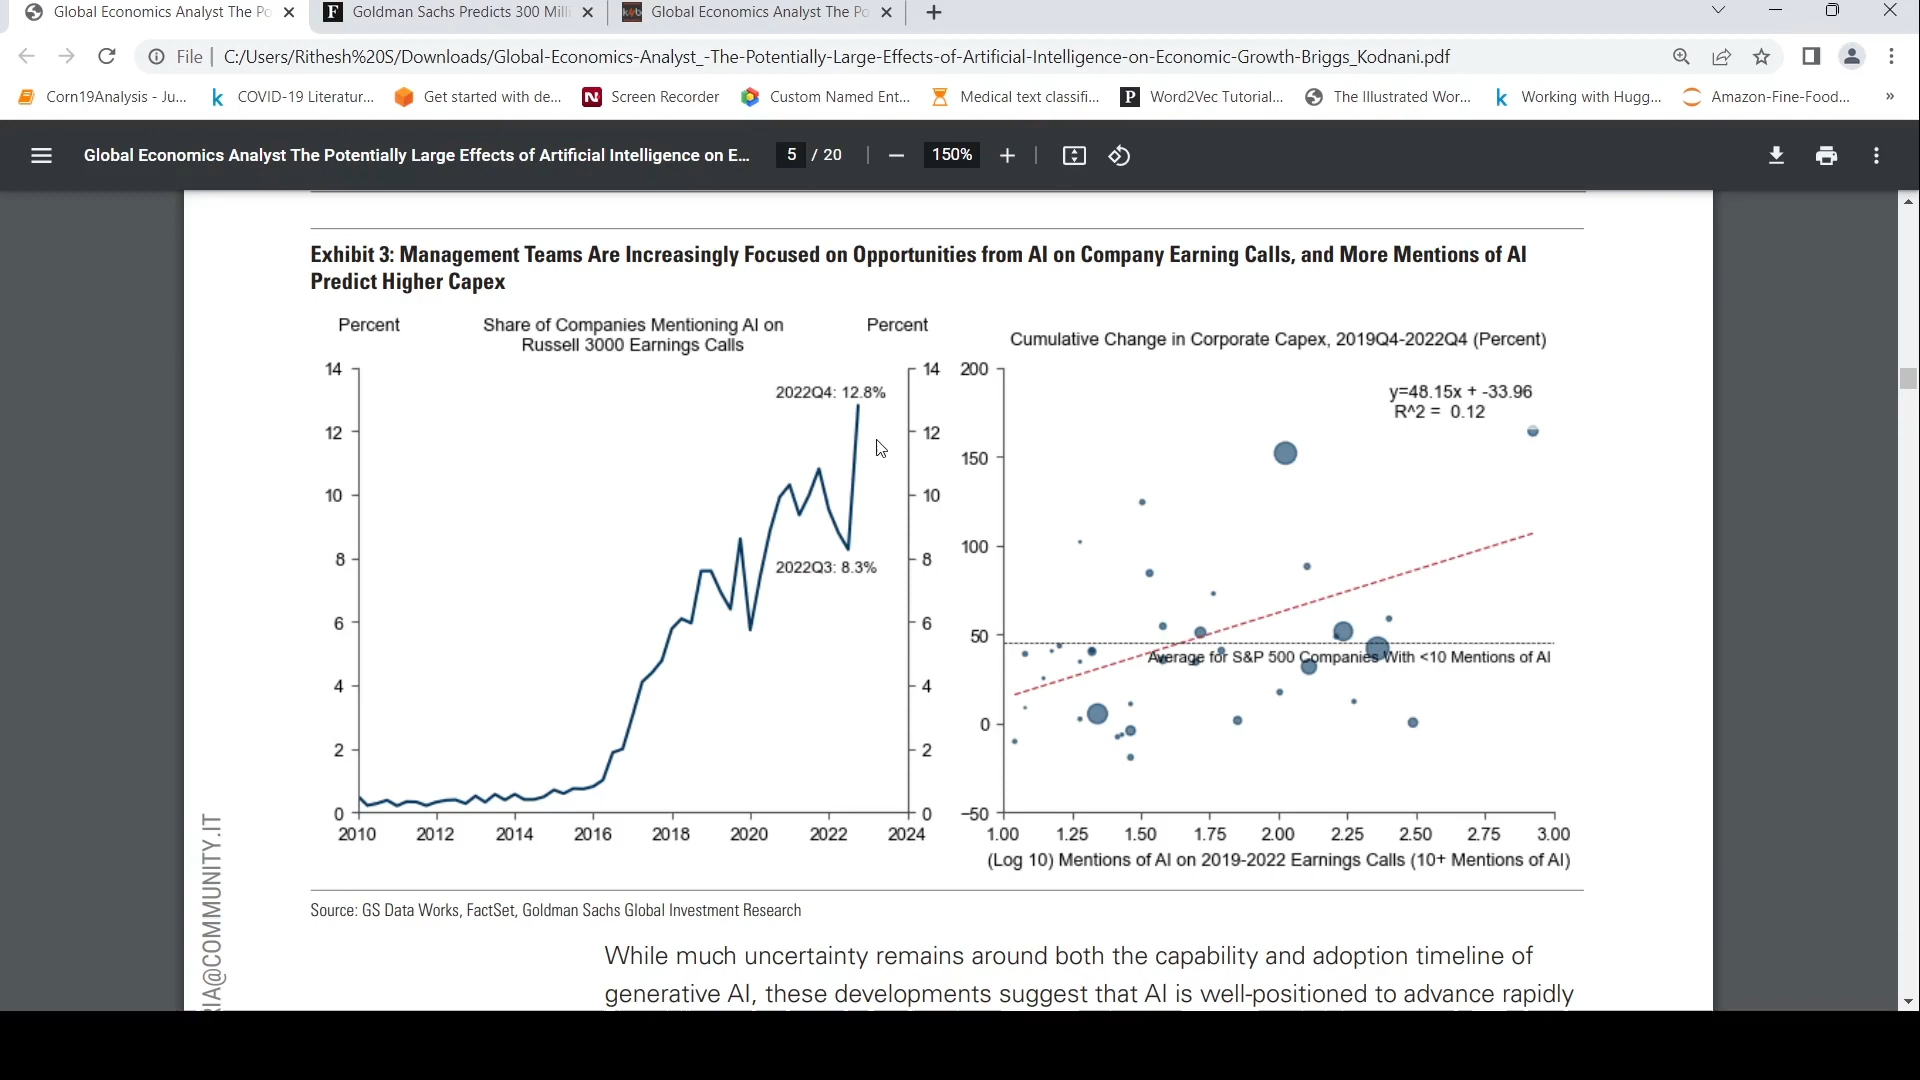 Global Economics Analyst The Po
Goldman Sachs Predicts 300 Milli
Global Economics Analyst The Po
File
C:/Users/Rithesh%20S/Downloads/Global-Economics-Analyst_-The-Potentially-Large-Effects-of-Artificial-Intelligence-on-Economic-Growth-Briggs_Kodnani.pdf
Corn19Analysis - Ju...
COVID-19 Literatur...
Get started with de...
Screen Recorder
Custom Named Ent...
Medical text classifi...
Word2Vec Tutorial...
The Illustrated Wor...
Working with Hugg...
Amazon-Fine-Food...
»
Global Economics Analyst The Potentially Large Effects of Artificial Intelligence on E...
5 / 20
150%
Exhibit 3: Management Teams Are Increasingly Focused on Opportunities from AI on Company Earning Calls, and More Mentions of AI
Predict Higher Capex
Percent
Share of Companies Mentioning AI on
Russell 3000 Earnings Calls
Percent
14
12
10
8
6
4
2
0
2022Q4: 12.8%
2022Q3: 8.3%
14
12
10
8
6
4
2
0
2010 2012 2014 2016 2018 2020 2022 2024
Cumulative Change in Corporate Capex, 2019Q4-2022Q4 (Percent)
200
150
100
50
0
-50
y=48.15x + -33.96
R^2 = 0.12
Average for S&P 500 Companies With <10 Mentions of AI
1.00 1.25 1.50 1.75 2.00 2.25 2.50 2.75 3.00
(Log 10) Mentions of AI on 2019-2022 Earnings Calls (10+ Mentions of AI)
Source: GS Data Works, FactSet, Goldman Sachs Global Investment Research
While much uncertainty remains around both the capability and adoption timeline of
generative AI, these developments suggest that AI is well-positioned to advance rapidly
RIA@COMMUNITY.IT